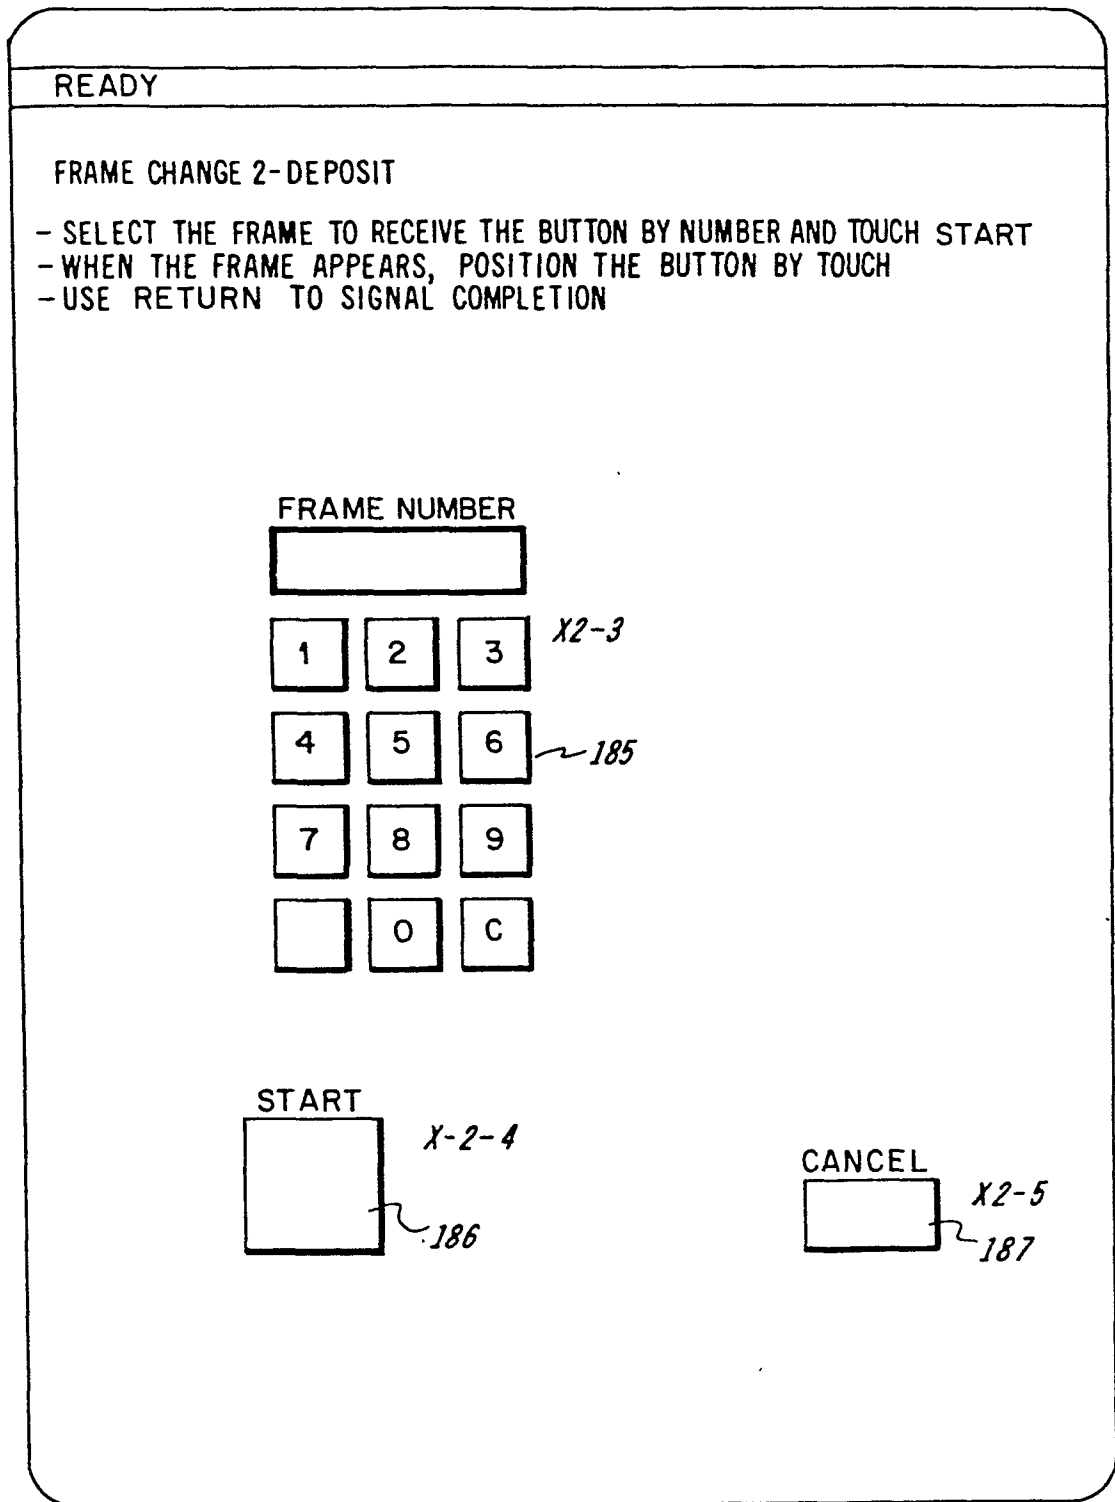 READY
FRAME CHANGE 2-DEPOSIT
- SELECT THE FRAME TO RECEIVE THE BUTTON BY NUMBER AND TOUCH START
- WHEN THE FRAME APPEARS, POSITION THE BUTTON BY TOUCH
- USE RETURN TO SIGNAL COMPLETION
FRAME NUMBER
1 2 3 X2-3
4 5 6 185
7 8 9
0 C
START
X-2-4
186
CANCEL
X2-5
187